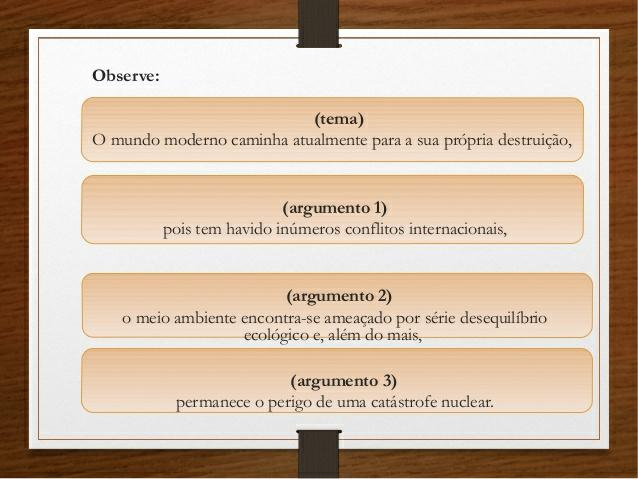 Observe:
(tema)
O mundo moderno caminha atualmente para a sua própria destruição,
(argumento 1)
pois tem havido inúmeros conflitos internacionais,
(argumento 2)
o meio ambiente encontra-se ameaçado por série desequilíbrio
ecológico e, além do mais,
(argumento 3)
permanece o perigo de uma catástrofe nuclear.